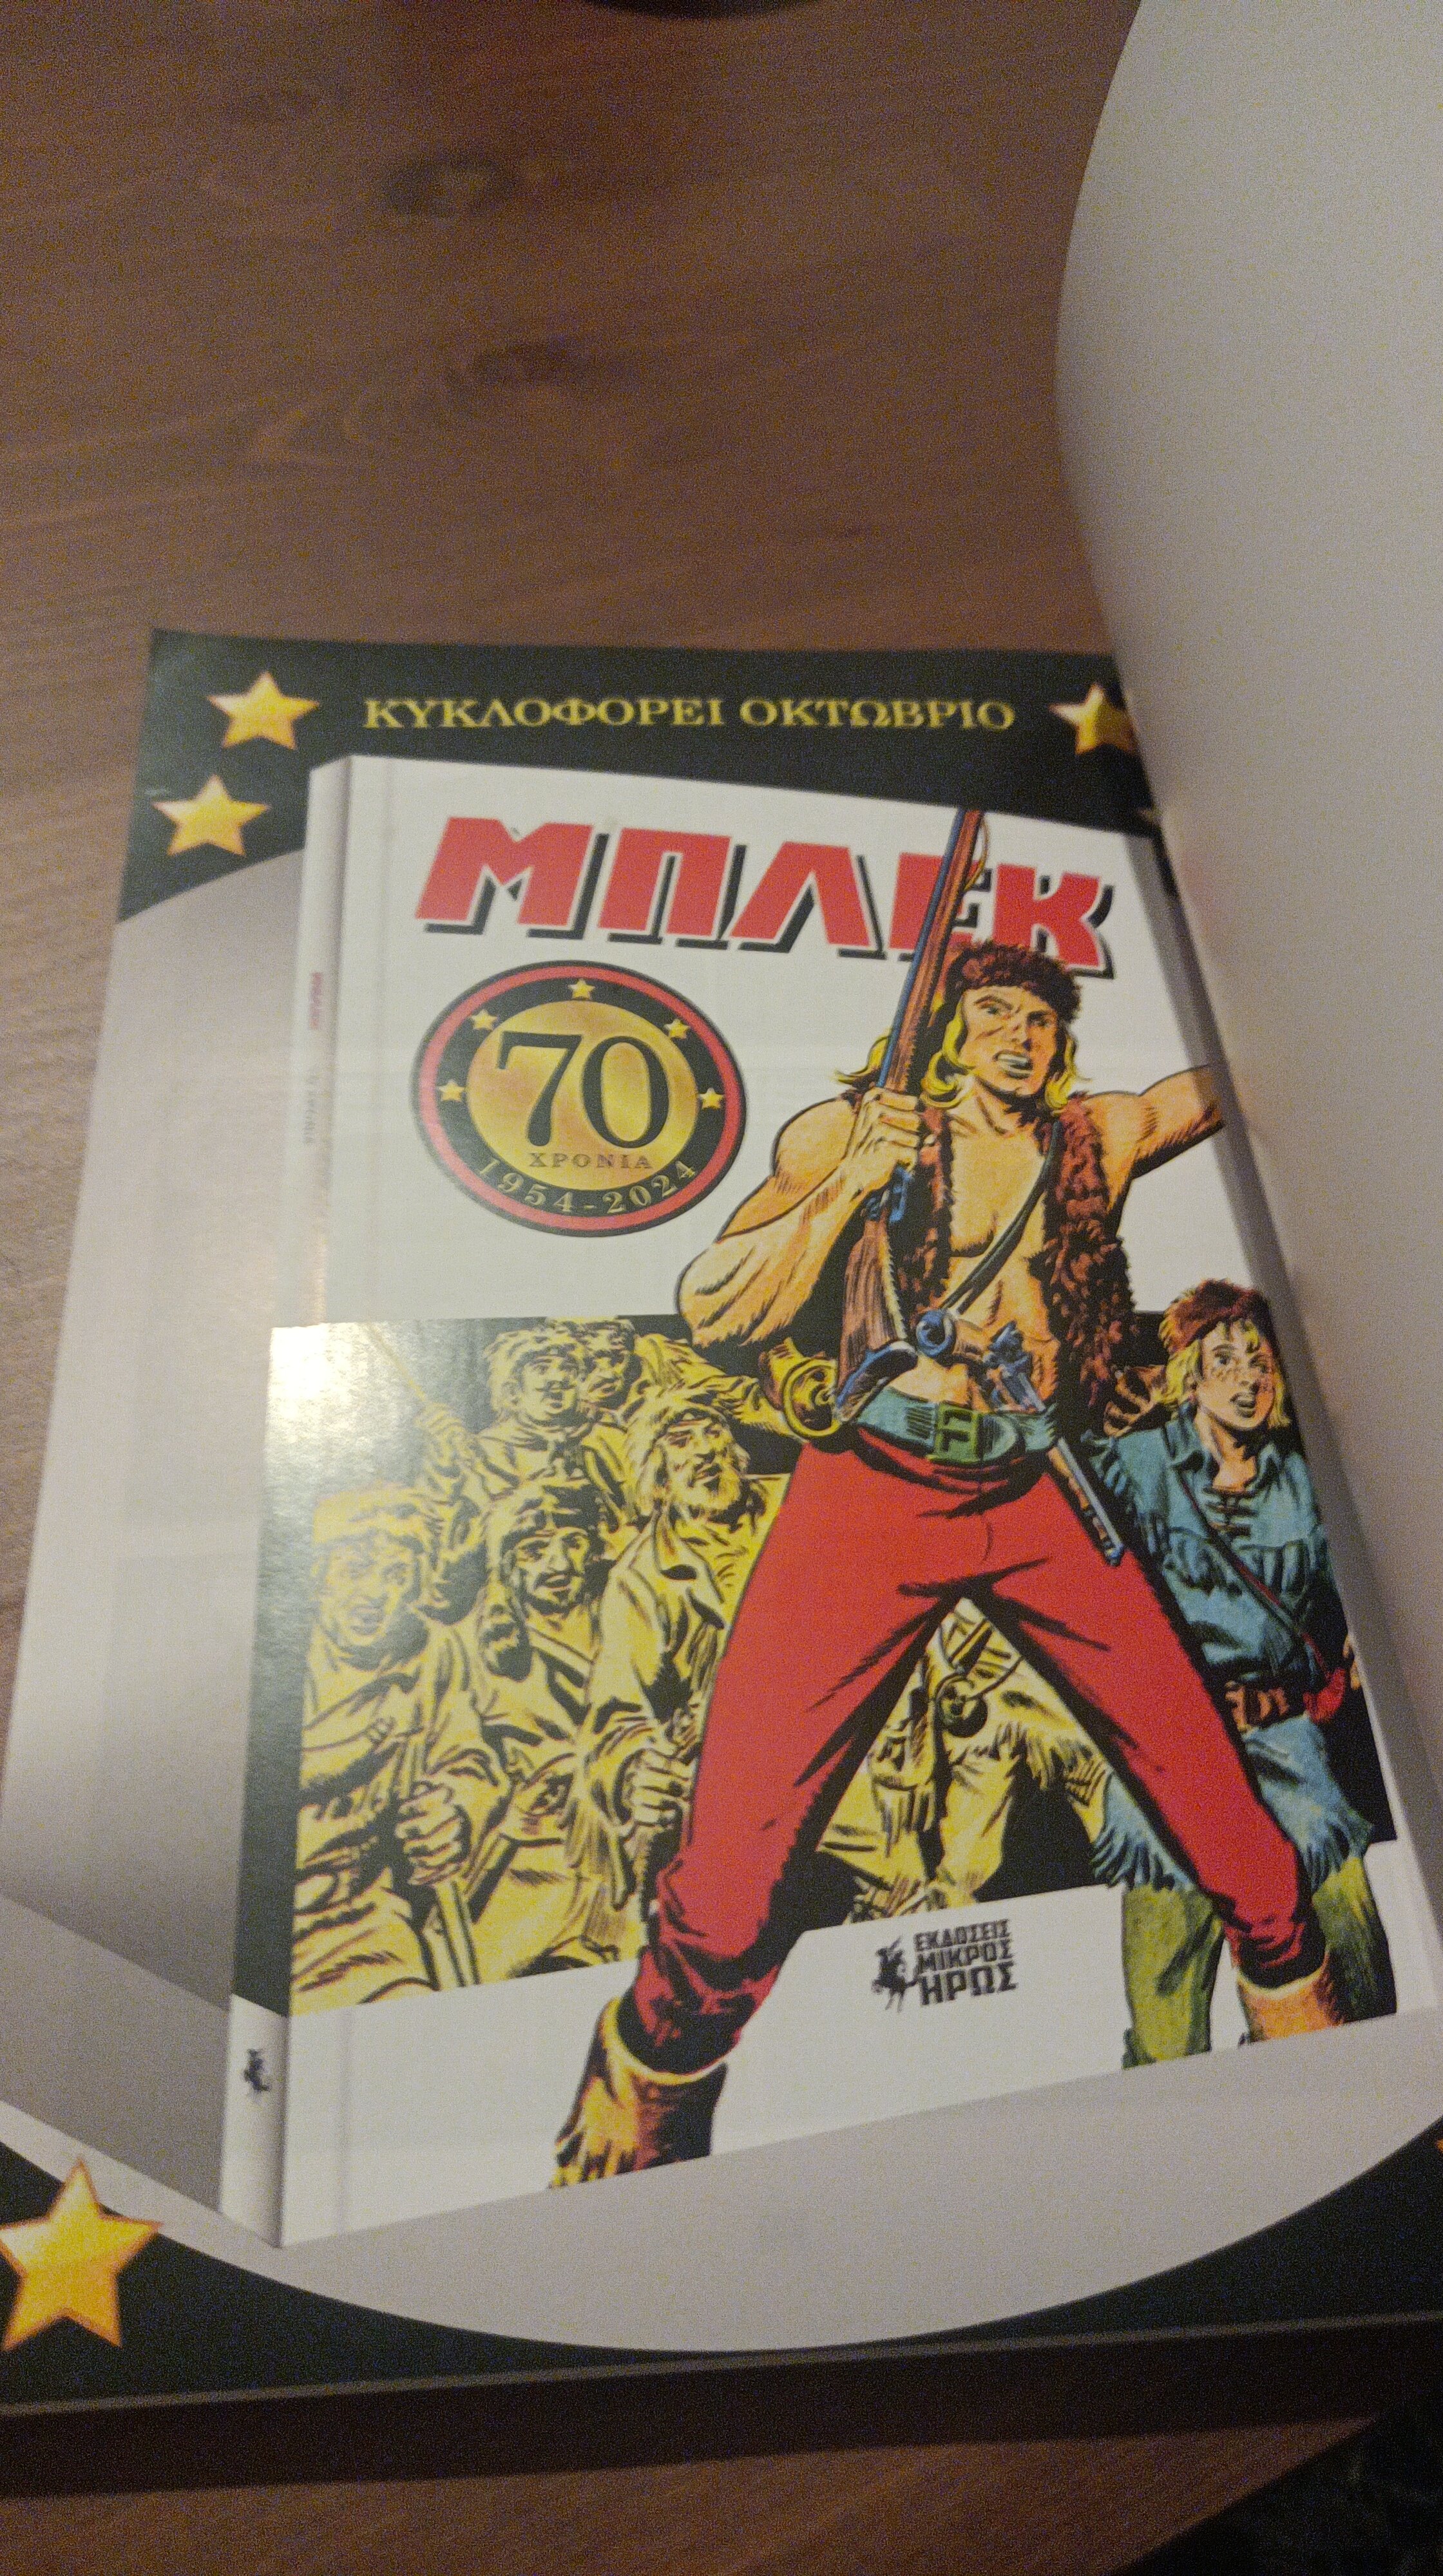 ΚΥΚΛΟΦΟΡΕΙ ΟΚΤΩΒΡΙΟ
ΜΠΛΕΚ
70
ΧΡΟΝΙΑ
1954-2024
ΕΚΔΟΣΕΙΣ
ΜΙΚΡΟΣ
ΗΡΩΣ